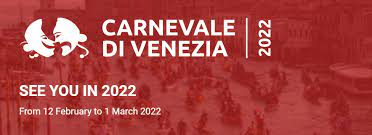 CARNEVALE
DI VENEZIA
2022
SEE YOU IN 2022
From 12 February to 1 March 2022